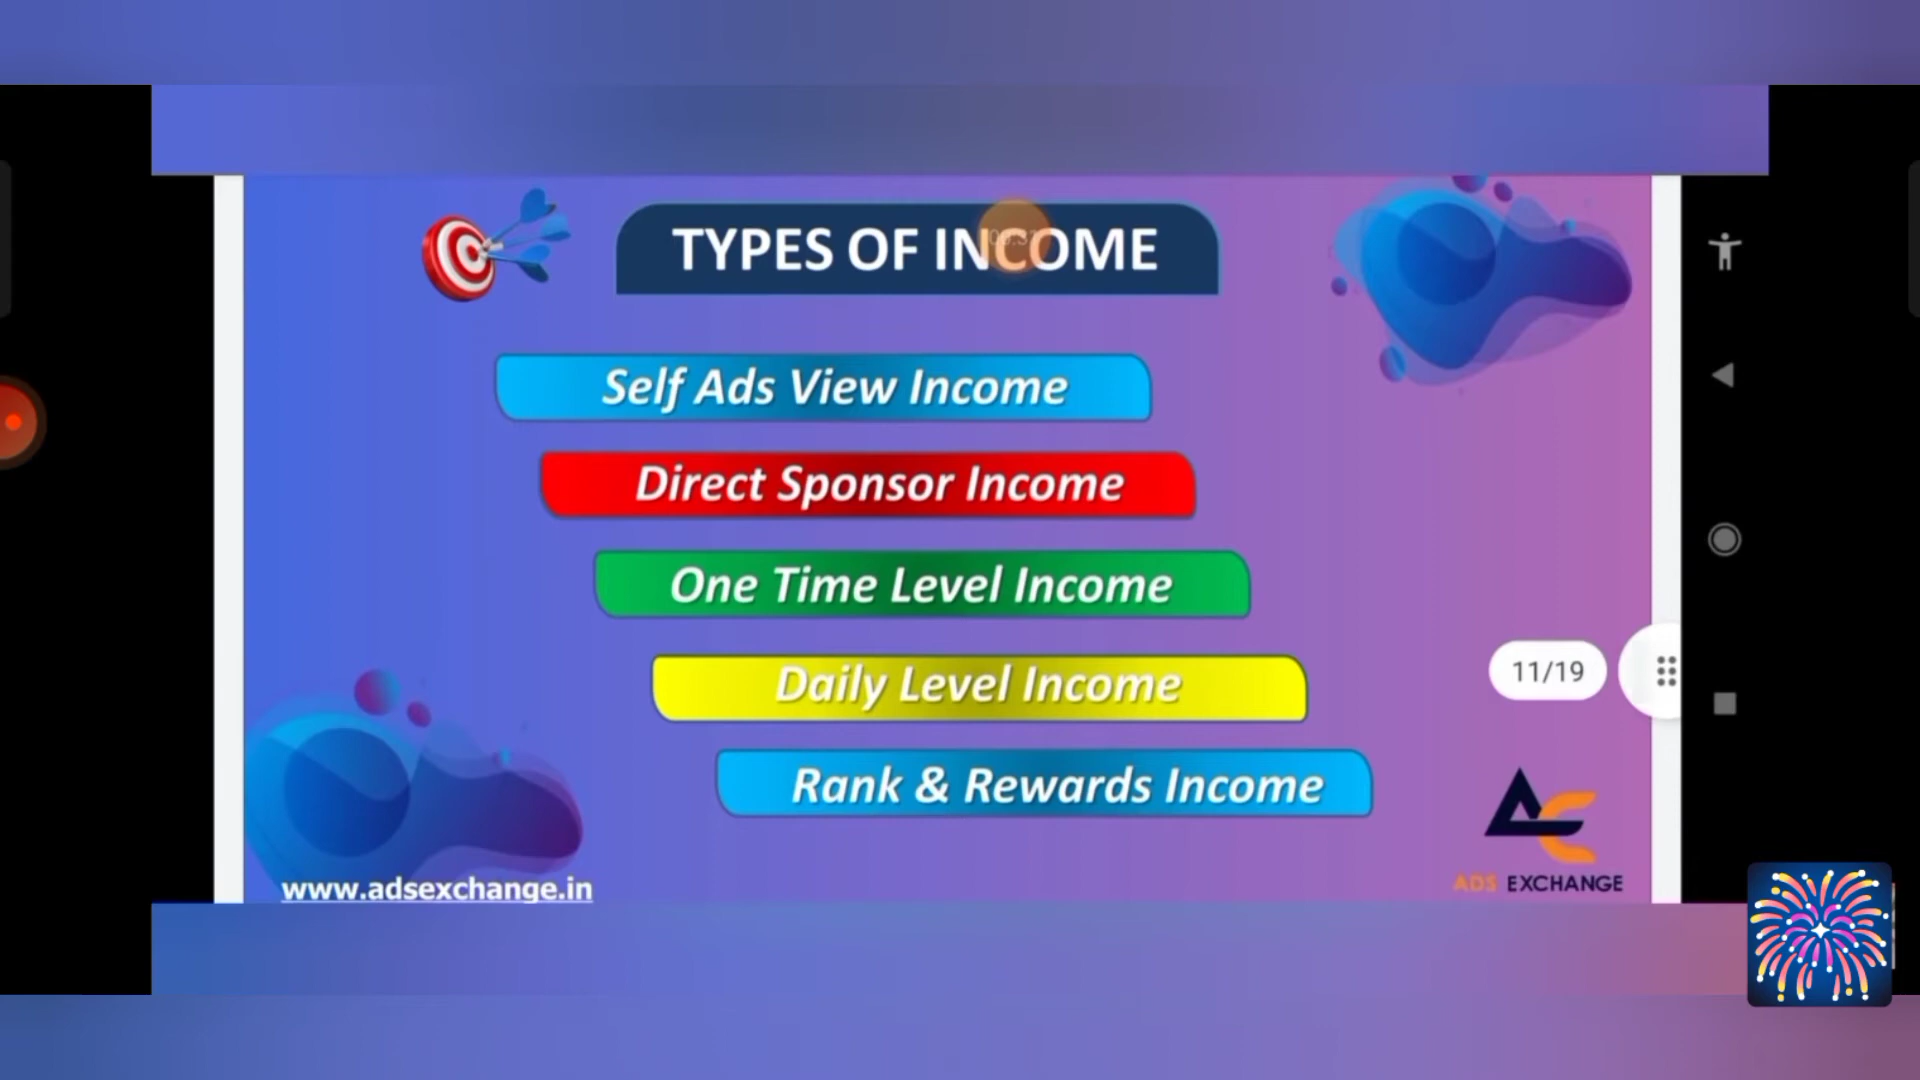 TYPES OF INCOME
Self Ads View Income
Direct Sponsor Income
One Time Level Income
Daily Level Income
11/19
Rank & Rewards Income
ADS EXCHANGE
www.adsexchange.in